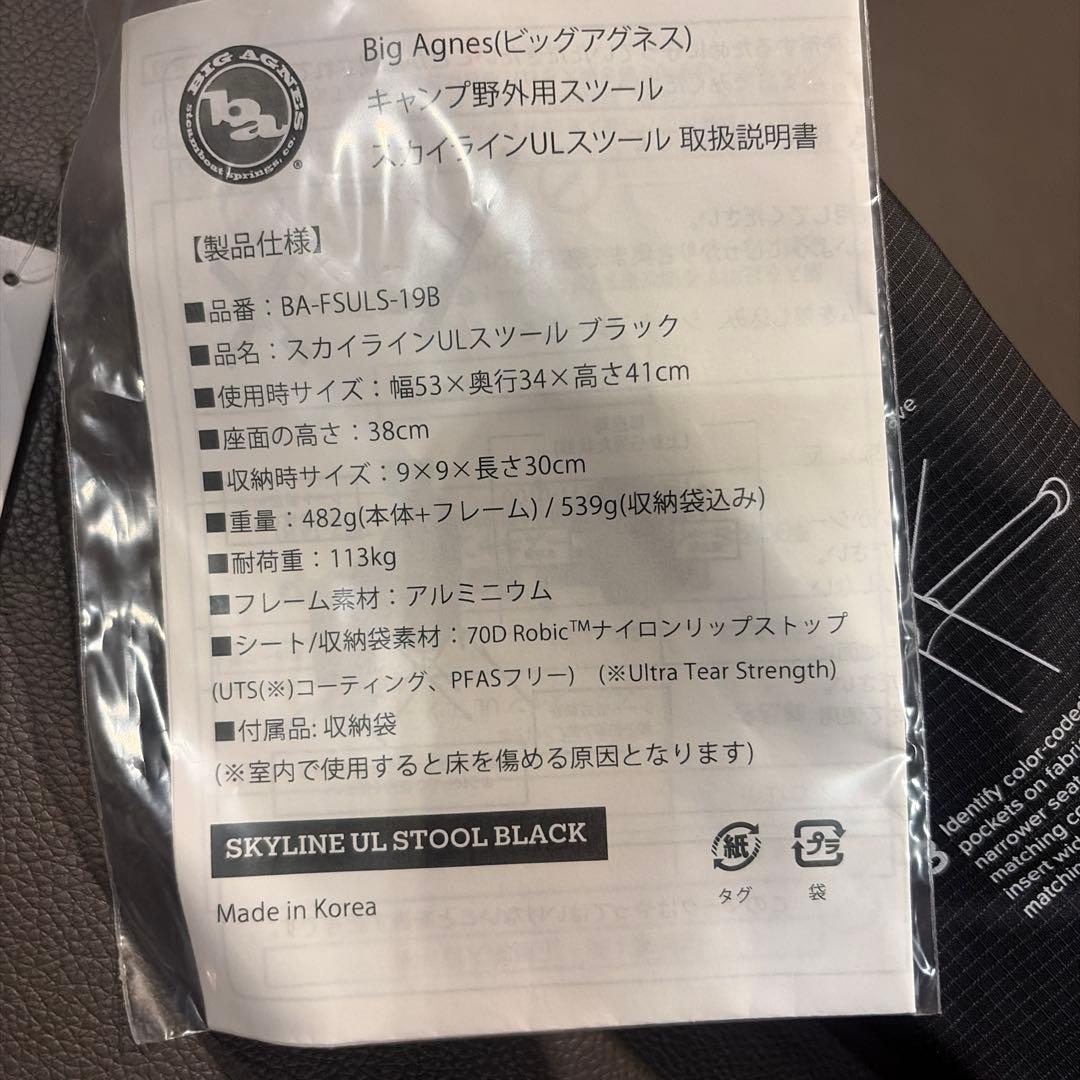 BIG AGNES
ba
steamboat springs, co.
®
Big Agnes(ビッグアグネス)
キャンプ野外用スツール
スカイラインULスツール 取扱説明書
【製品仕様】
■品番：BA-FSULS-19B
■品名：スカイラインULスツール ブラック
■使用時サイズ：幅53×奥行34×高さ41cm
■座面の高さ：38cm
■収納時サイズ：9×9×長さ30cm
■重量：482g(本体+フレーム) / 539g(収納袋込み)
■耐荷重：113kg
■フレーム素材：アルミニウム
■シート/収納袋素材：70D Robic™ナイロンリップストップ
(UTS(※)コーティング、PFASフリー) (※Ultra Tear Strength)
■付属品: 収納袋
(※室内で使用すると床を傷める原因となります)
SKYLINE UL STOOL BLACK
紙
タグ
プラ
袋
Made in Korea
Identify color-coded
pockets on fabri
narrower seat
matching co
insert wid
matchin